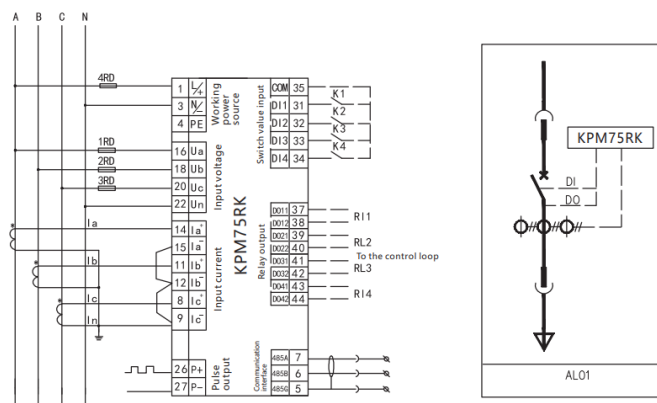 A B C N
4RD
1 L/+
3 N/-
4 PE
Working power source
1RD
2RD
3RD
16 Ua
18 Ub
20 Uc
22 Un
Input voltage
Ia
Ib
Ic
In
14 Ia+
15 Ia-
11 Ib+
12 Ib-
8 Ic+
9 Ic-
Input current
26 P+
27 P-
Pulse output
KPM75RK
Switch value input
COM 35
DI1 31
DI2 32
DI3 33
DI4 34
K1
K2
K3
K4
Relay output
DO11 37
DO12 38
DO21 39
DO22 40
DO31 41
DO32 42
DO41 43
DO42 44
RI1
RL2
To the control loop
RL3
RI4
Communication interface
485A 7
485B 6
485G 5
KPM75RK
DI
DO
AL01